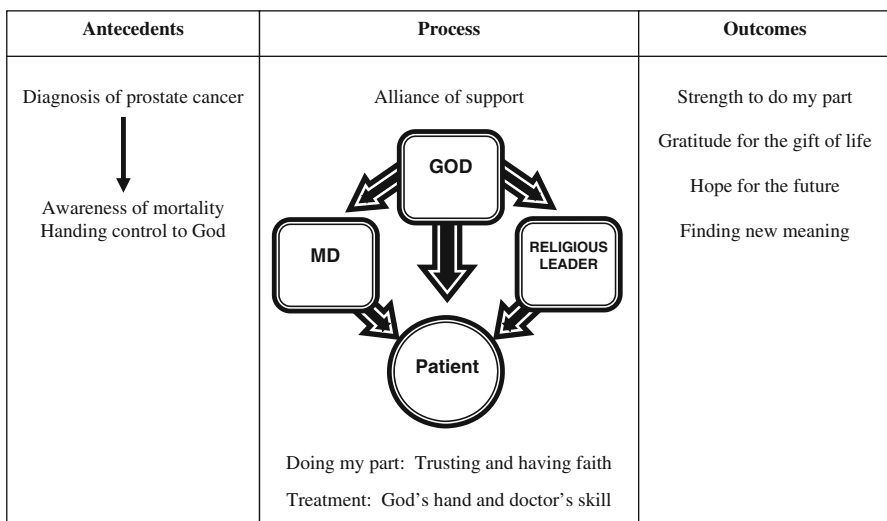 Antecedents
Process
Outcomes
Diagnosis of prostate cancer
Awareness of mortality
Handing control to God
Alliance of support
GOD
MD
RELIGIOUS
LEADER
Patient
Doing my part: Trusting and having faith
Treatment: God's hand and doctor's skill
Strength to do my part
Gratitude for the gift of life
Hope for the future
Finding new meaning